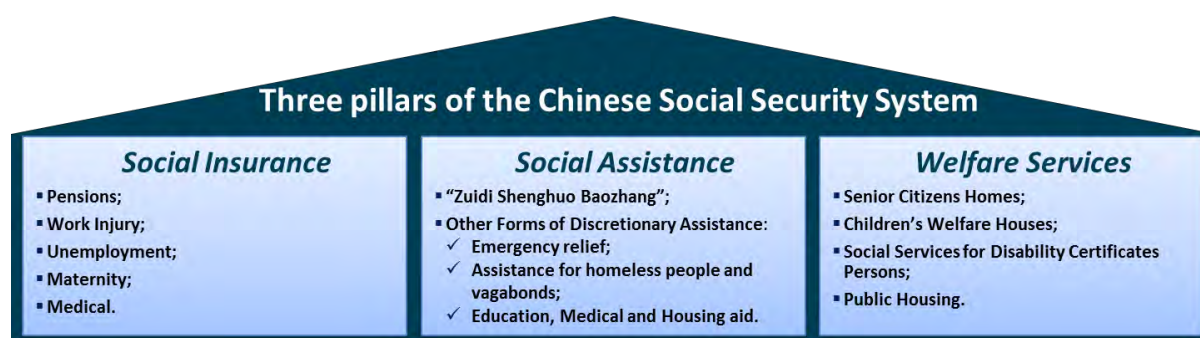 Three pillars of the Chinese Social Security System
Social Insurance
▪ Pensions;
▪ Work Injury;
▪ Unemployment;
▪ Maternity;
▪ Medical.
Social Assistance
▪ “Zuidi Shenghuo Baozhang”;
▪ Other Forms of Discretionary Assistance:
✓ Emergency relief;
✓ Assistance for homeless people and
vagabonds;
✓ Education, Medical and Housing aid.
Welfare Services
▪ Senior Citizens Homes;
▪ Children’s Welfare Houses;
▪ Social Services for Disability Certificates
Persons;
▪ Public Housing.